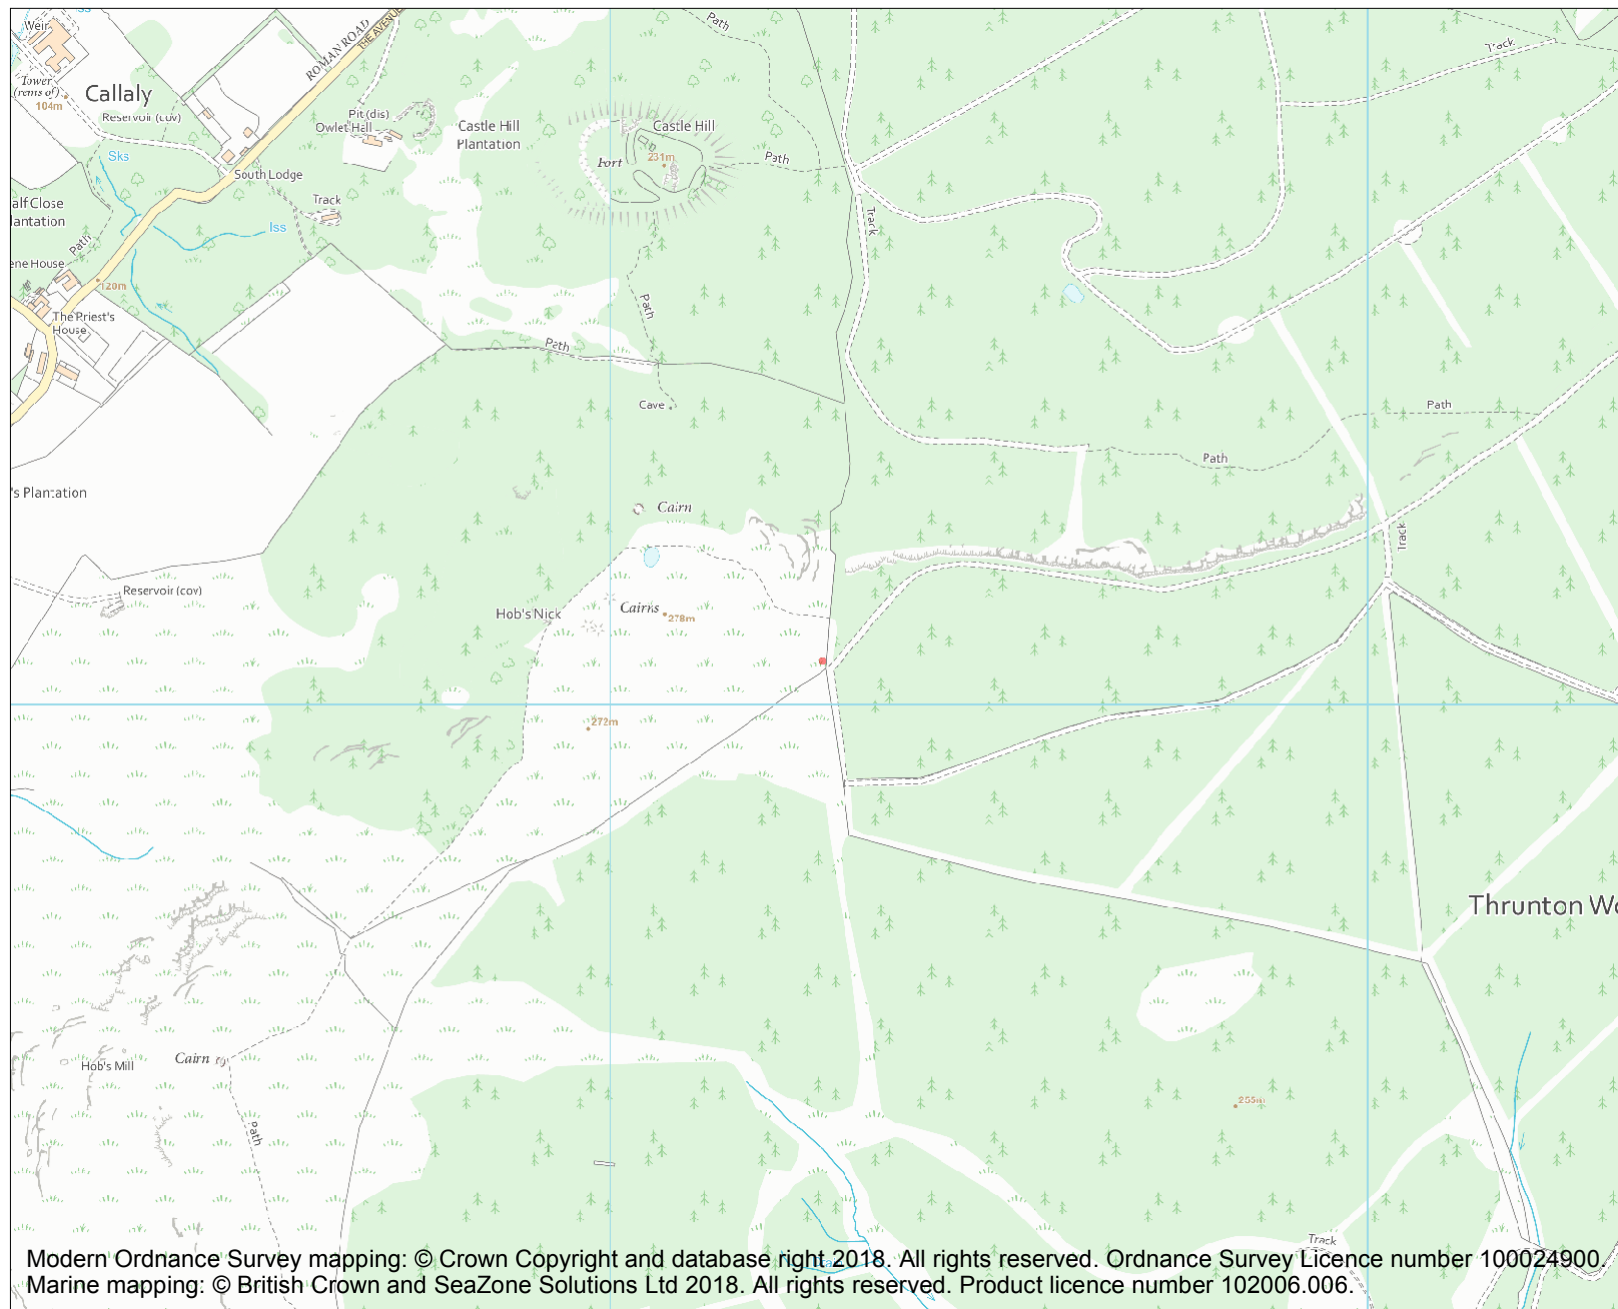 Weir
Iss
ROMAN ROAD
THE AVENUE
Path
Track
Tower
(rems of)
104m
Callaly
Reservoir (cov)
Pit (dis)
Owlet Hall
Castle Hill
Plantation
Castle Hill
Fort
231m
Path
Sks
South Lodge
Track
alf Close
lantation
Path
Iss
Track
ene House
120m
The Priest's
House
Path
Path
Cave
Path
Path
's Plantation
Cairn
Track
Reservoir (cov)
Hob's Nick
Cairns
278m
272m
Thrunton Wo
Cairn
Hob's Mill
Path
255m
Track
Modern Ordnance Survey mapping: © Crown Copyright and database right 2018. All rights reserved. Ordnance Survey Licence number 100024900.
Marine mapping: © British Crown and SeaZone Solutions Ltd 2018. All rights reserved. Product licence number 102006.006.